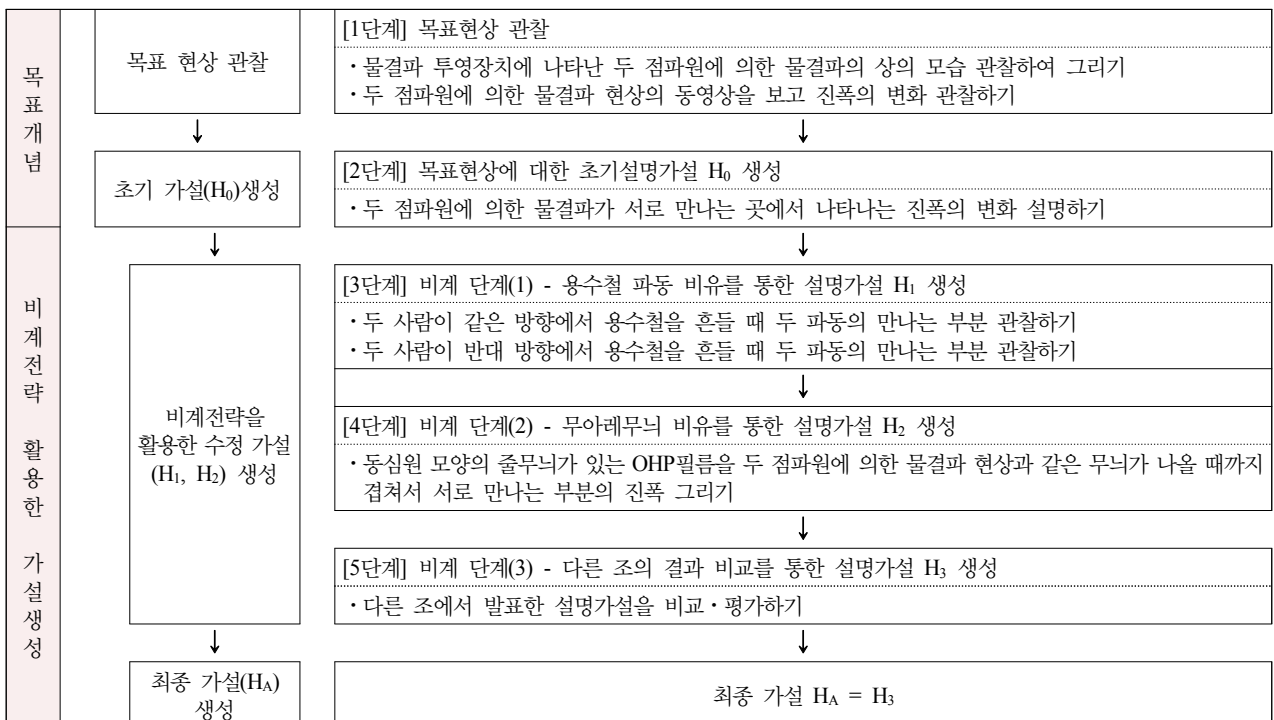 목표개념
목표 현상 관찰
[1단계] 목표현상 관찰
・물결파 투영장치에 나타난 두 점파원에 의한 물결파의 상의 모습 관찰하여 그리기
・두 점파원에 의한 물결파 현상의 동영상을 보고 진폭의 변화 관찰하기
↓
↓
초기 가설(H₀)생성
[2단계] 목표현상에 대한 초기설명가설 H₀ 생성
・두 점파원에 의한 물결파가 서로 만나는 곳에서 나타나는 진폭의 변화 설명하기
↓
↓
비계전략 활용한 가설생성
비계전략을
활용한 수정 가설
(H₁, H₂) 생성
[3단계] 비계 단계(1) - 용수철 파동 비유를 통한 설명가설 H₁ 생성
・두 사람이 같은 방향에서 용수철을 흔들 때 두 파동의 만나는 부분 관찰하기
・두 사람이 반대 방향에서 용수철을 흔들 때 두 파동의 만나는 부분 관찰하기
↓
[4단계] 비계 단계(2) - 무아레무늬 비유를 통한 설명가설 H₂ 생성
・동심원 모양의 줄무늬가 있는 OHP필름을 두 점파원에 의한 물결파 현상과 같은 무늬가 나올 때까지
겹쳐서 서로 만나는 부분의 진폭 그리기
↓
[5단계] 비계 단계(3) - 다른 조의 결과 비교를 통한 설명가설 H₃ 생성
・다른 조에서 발표한 설명가설을 비교・평가하기
↓
↓
최종 가설(H_A)
생성
최종 가설 H_A = H₃